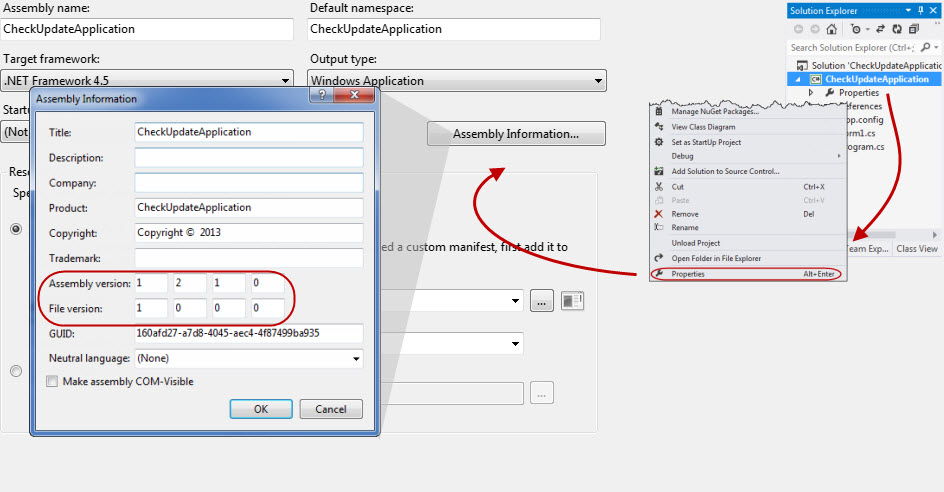 Assembly name:
CheckUpdateApplication
Default namespace:
CheckUpdateApplication
Target framework:
.NET Framework 4.5
Output type:
Windows Application
Startu
(Not
Assembly Information...
Reso
Spe
ed a custom manifest, first add it to
...
...
Assembly Information
?
Title:
CheckUpdateApplication
Description:
Company:
Product:
CheckUpdateApplication
Copyright:
Copyright © 2013
Trademark:
Assembly version:
1 2 1 0
File version:
1 0 0 0
GUID:
160afd27-a7d8-4045-aec4-4f87499ba935
Neutral language:
(None)
Make assembly COM-Visible
OK
Cancel
Manage NuGet Packages...
View Class Diagram
Set as StartUp Project
Debug
Add Solution to Source Control...
Cut Ctrl+X
Paste Ctrl+V
Remove Del
Rename
Unload Project
Open Folder in File Explorer
Properties Alt+Enter
Solution Explorer
Search Solution Explorer (Ctrl+;
Solution 'CheckUpdateApplicatio
C#
CheckUpdateApplication
Properties
eferences
pp.config
orm1.cs
rogram.cs
Team Exp...
Class View